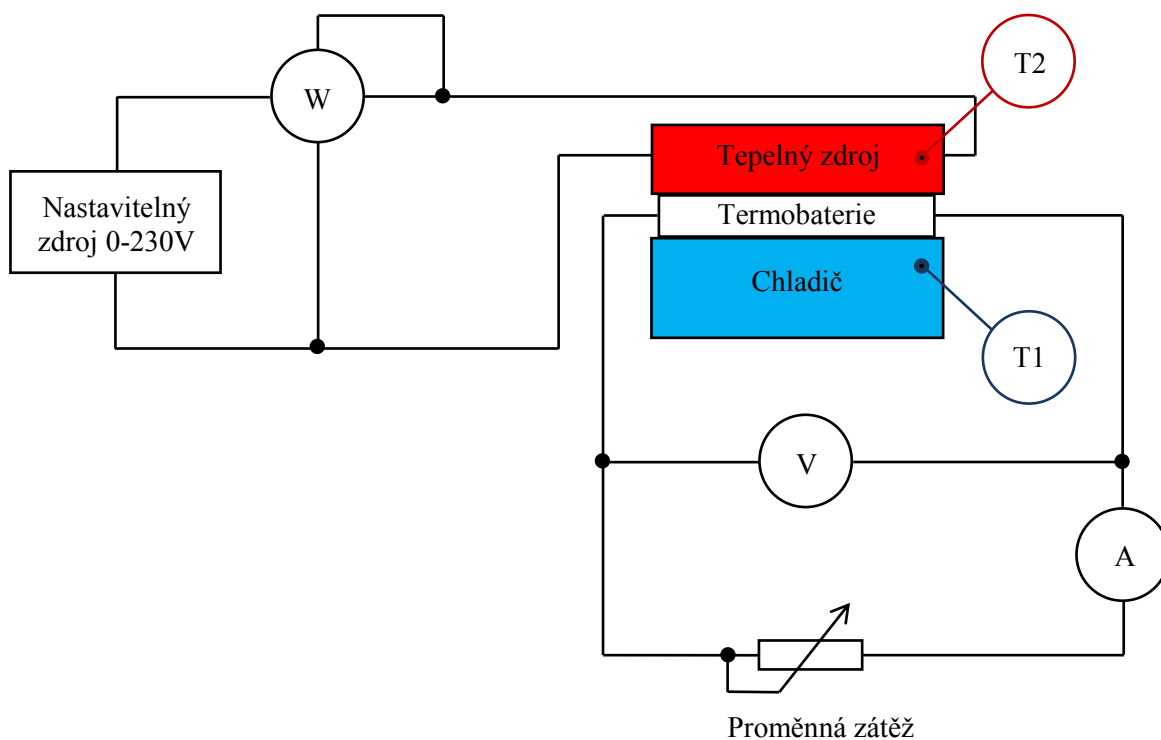 T2
W
Tepelný zdroj
Nastavitelný
zdroj 0-230V
Termobaterie
Chladič
T1
V
A
Proměnná zátěž